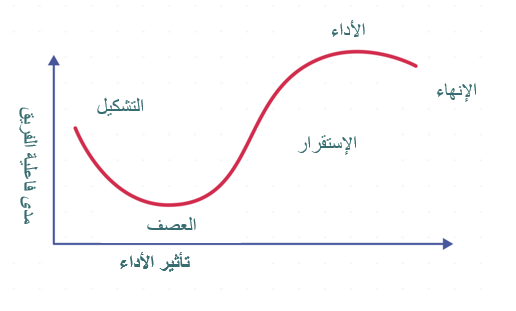 الأداء
الإنهاء
التشكيل
الإستقرار
العصف
مدى فاعلية الفريق
تأثير الأداء